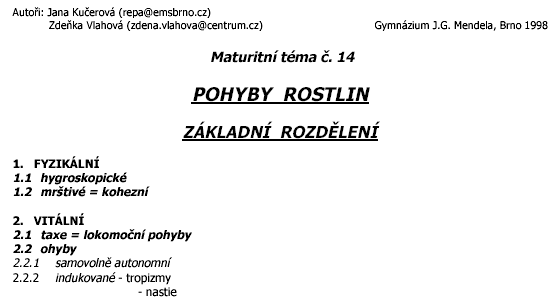 Autoři: Jana Kučerová (repa@emsbrno.cz)
Zdeňka Vlahová (zdena.vlahova@centrum.cz) Gymnázium J.G. Mendela, Brno 1998
Maturitní téma č. 14
POHYBY ROSTLIN
ZÁKLADNÍ ROZDĚLENÍ
1. FYZIKÁLNÍ
1.1 hygroskopické
1.2 mrštivé = kohezní
2. VITÁLNÍ
2.1 taxe = lokomoční pohyby
2.2 ohyby
2.2.1 samovolně autonomní
2.2.2 indukované - tropizmy
- nastie